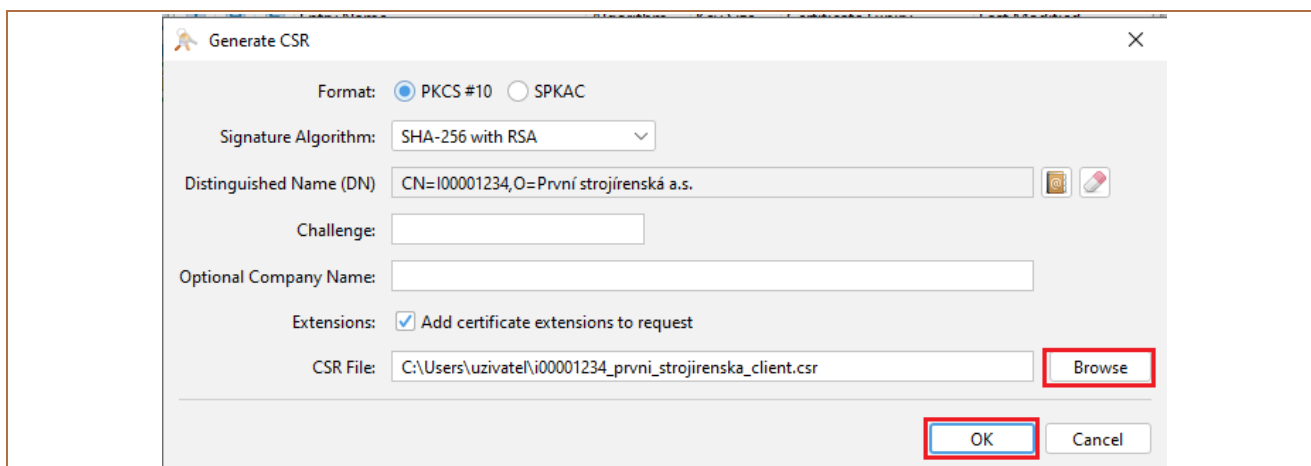 Generate CSR
Format: PKCS #10 SPKAC
Signature Algorithm: SHA-256 with RSA
Distinguished Name (DN) CN=I00001234,O=První strojírenská a.s.
Challenge:
Optional Company Name:
Extensions: Add certificate extensions to request
CSR File: C:\Users\uzivatel\i00001234_prvni_strojirenska_client.csr Browse
OK Cancel